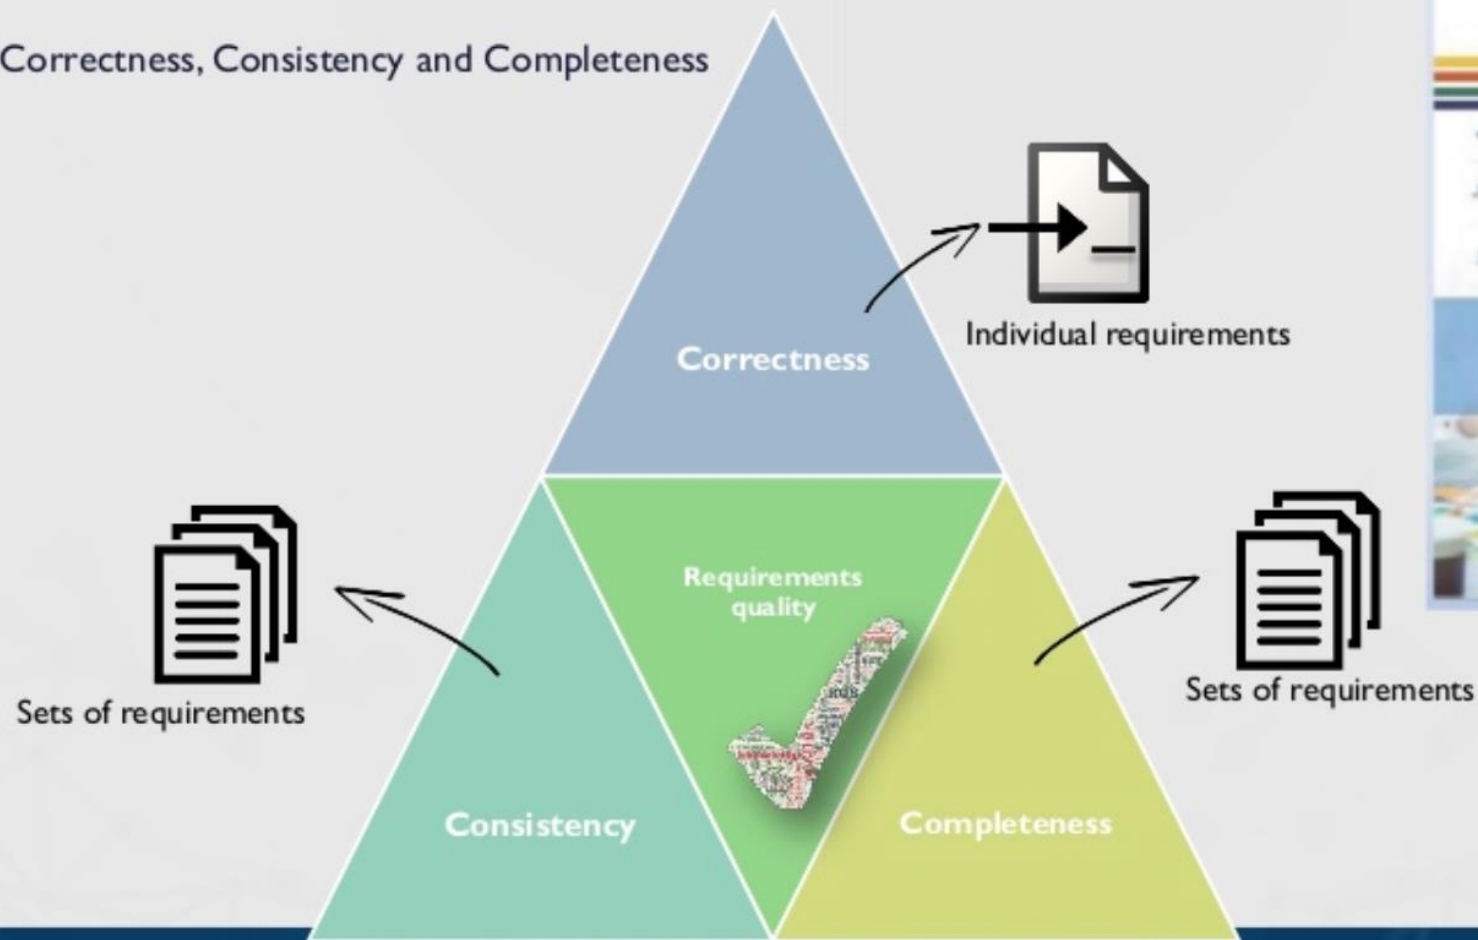 Correctness, Consistency and Completeness
Individual requirements
Correctness
Requirements
quality
Sets of requirements
Sets of requirements
Consistency
Completeness